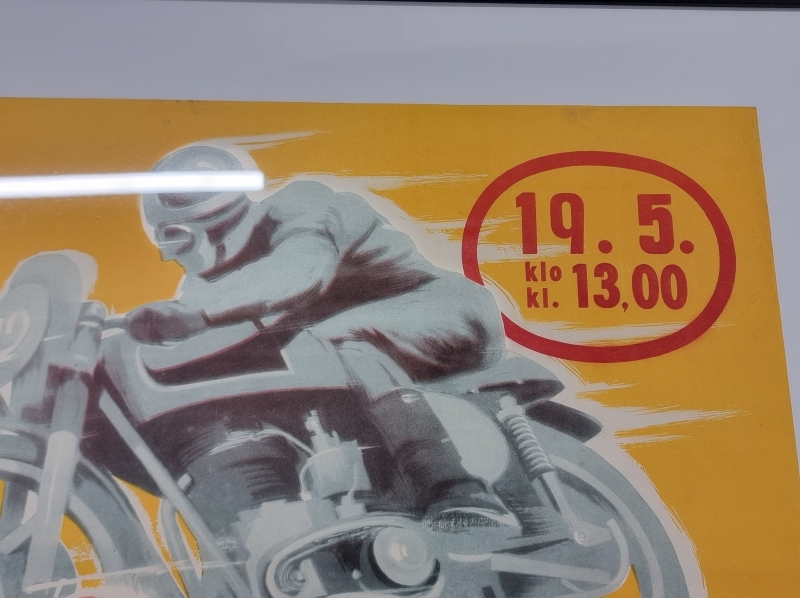 19. 5.
klo
kl. 13,00